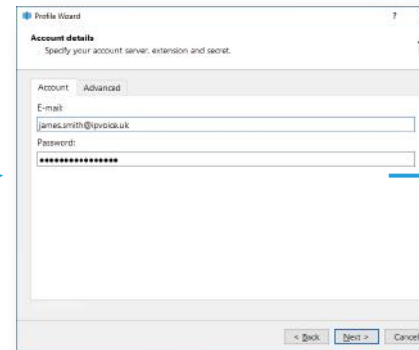 Profile Wizard ?
Account details
Specify your account server, extension and secret.
Account Advanced
E-mail:
james.smith@ipvoice.uk
Password:
••••••••••••••••
< Back Next > Cancel